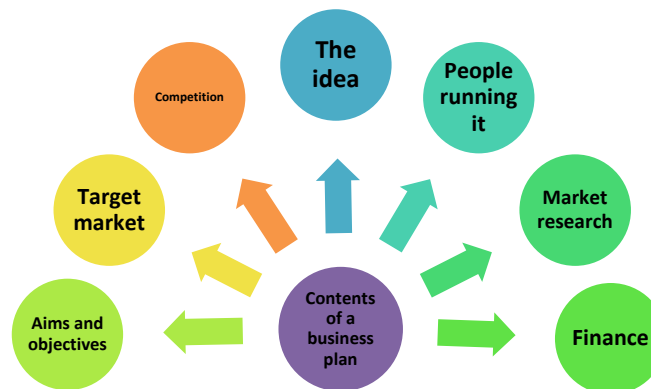 The
idea
People
running
it
Competition
Target
market
Market
research
Aims and
objectives
Contents
of a
business
plan
Finance